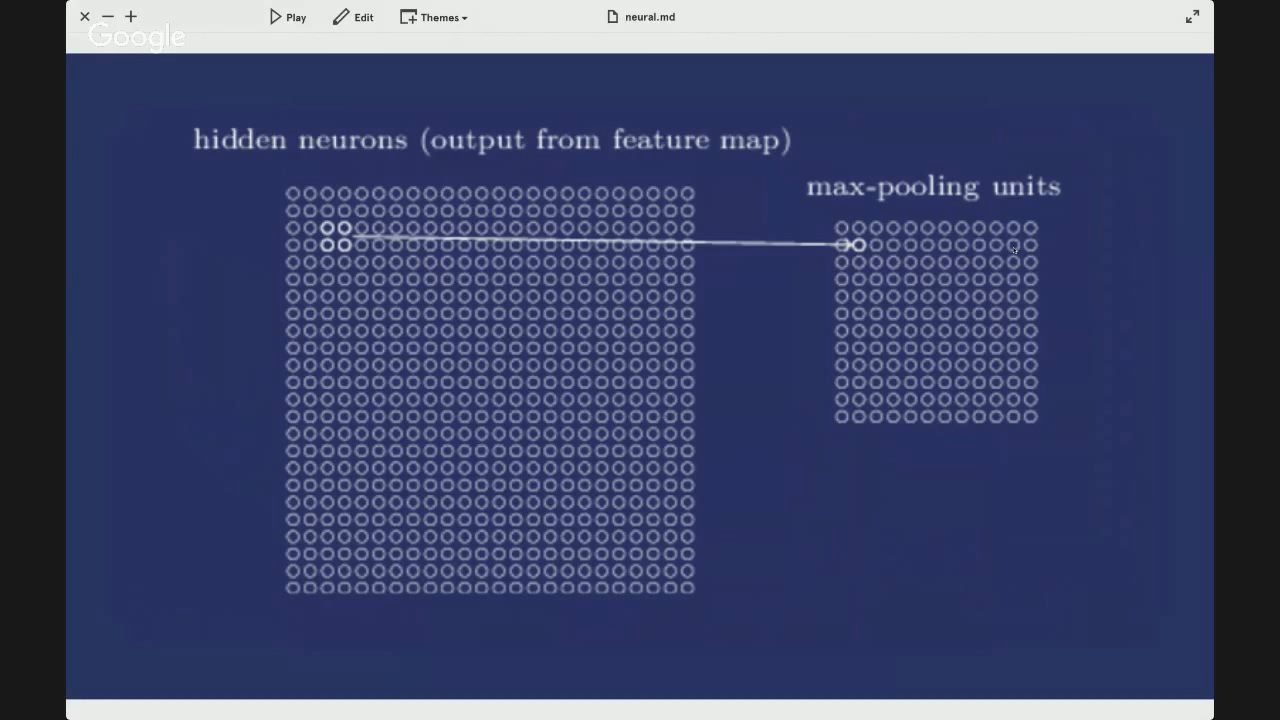 Play
Edit
Themes
neural.md
Google
hidden neurons (output from feature map)
max-pooling units